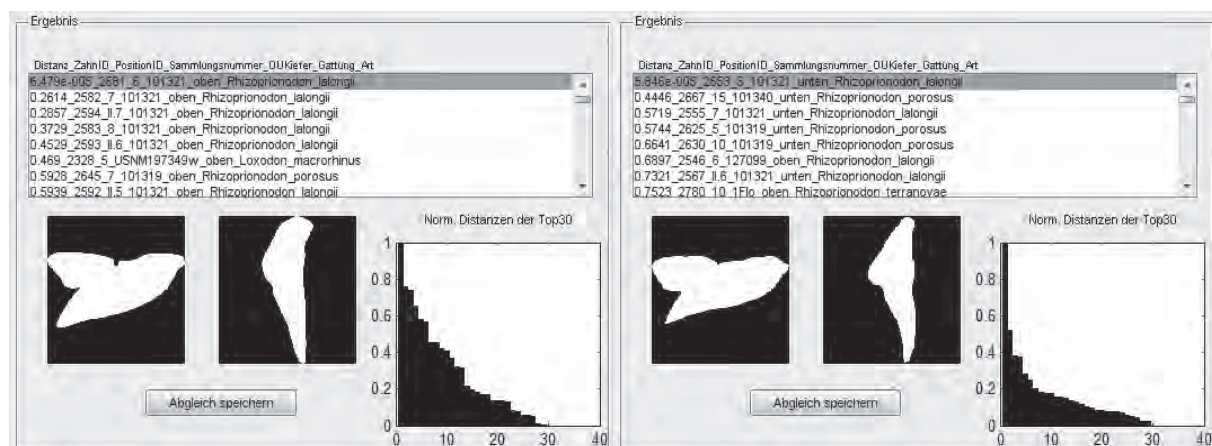 Ergebnis
Distanz_ZahnID_PositionID_Sammlungsnummer_OUKiefer_Gattung_Art
6.479e-005_2681_6_101321_oben_Rhizoprionodon_lalongii
0.2614_2582_7_101321_oben_Rhizoprionodon_lalongii
0.2857_2594_II.7_101321_oben_Rhizoprionodon_lalongii
0.3729_2583_8_101321_oben_Rhizoprionodon_lalongii
0.4529_2593_II.6_101321_oben_Rhizoprionodon_lalongii
0.469_2328_5_USNM197349w_oben_Loxodon_macrorhinus
0.5928_2645_7_101319_oben_Rhizoprionodon_porosus
0.5939_2592_II.5_101321_oben_Rhizoprionodon_lalongii
Norm. Distanzen der Top30
1
0.8
0.6
0.4
0.2
0
0 10 20 30 40
Abgleich speichern
Ergebnis
Distanz_ZahnID_PositionID_Sammlungsnummer_OUKiefer_Gattung_Art
5.846e-005_2553_5_101321_unten_Rhizoprionodon_lalongii
0.4446_2667_15_101340_unten_Rhizoprionodon_porosus
0.5719_2555_7_101321_unten_Rhizoprionodon_lalongii
0.5744_2625_5_101319_unten_Rhizoprionodon_porosus
0.6641_2630_10_101319_unten_Rhizoprionodon_porosus
0.6897_2546_6_127099_oben_Rhizoprionodon_lalongii
0.7321_2567_II.6_101321_unten_Rhizoprionodon_lalongii
0.7523_2780_10_1Flo_oben_Rhizoprionodon_terranovae
Norm. Distanzen der Top30
1
0.8
0.6
0.4
0.2
0
0 10 20 30 40
Abgleich speichern